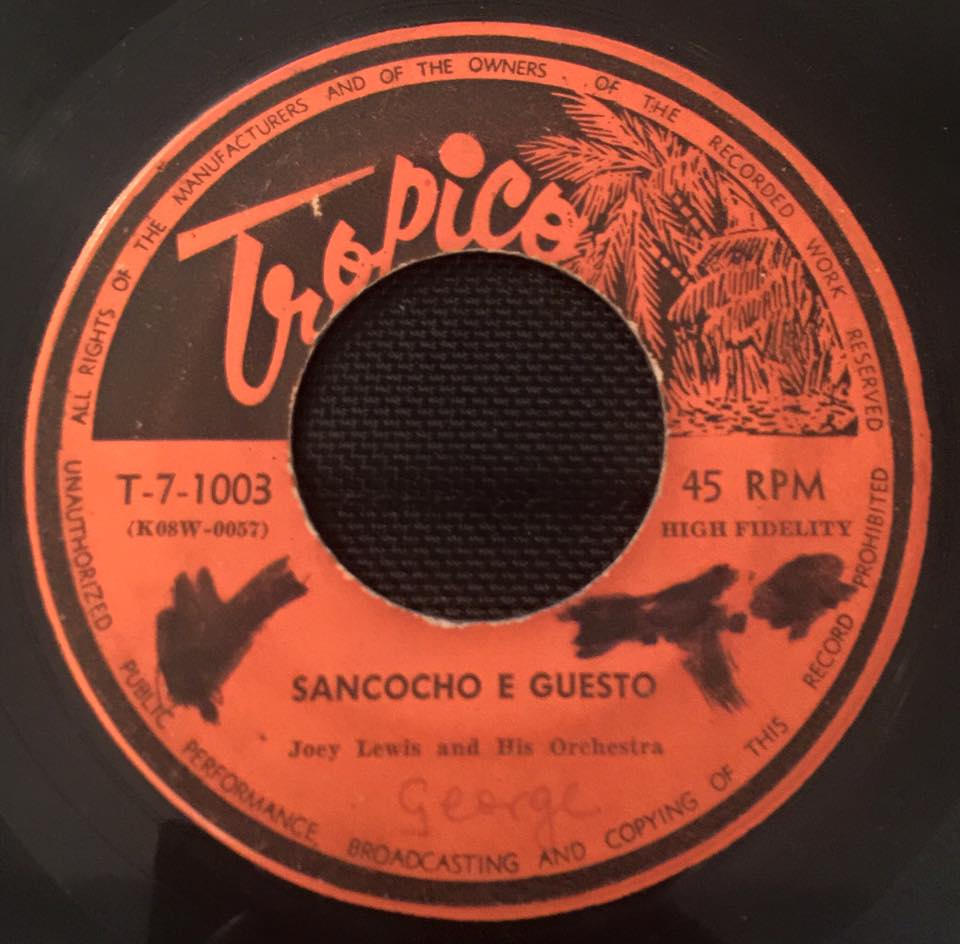 ALL RIGHTS OF THE MANUFACTURERS AND OF THE OWNERS OF THE RECORDED WORK RESERVED
Tropico
T-7-1003
(K08W-0057)
45 RPM
HIGH FIDELITY
SANCOCHO E GUESTO
Joey Lewis and His Orchestra
George
UNAUTHORIZED PUBLIC PERFORMANCE, BROADCASTING AND COPYING OF THIS RECORD PROHIBITED